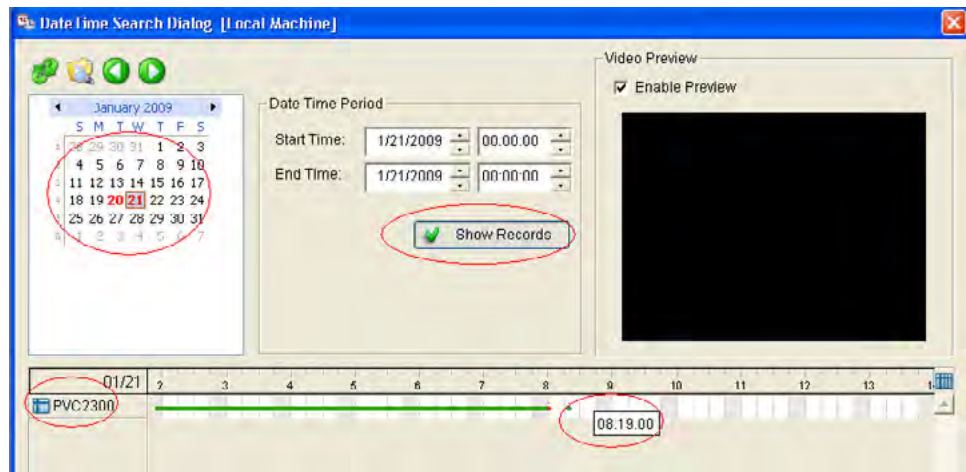 Date Time Search Dialog [Local Machine]
Video Preview
Enable Preview
January 2009
Date Time Period
S M T W T F S
28 29 30 31 1 2 3
4 5 6 7 8 9 10
11 12 13 14 15 16 17
18 19 20 21 22 23 24
25 26 27 28 29 30 31
1 2 3 4 5 6 7
Start Time: 1/21/2009 00:00:00
End Time: 1/21/2009 00:00:00
Show Records
01/21 2 3 4 5 6 7 8 9 10 11 12 13
PVC2300
08.19.00